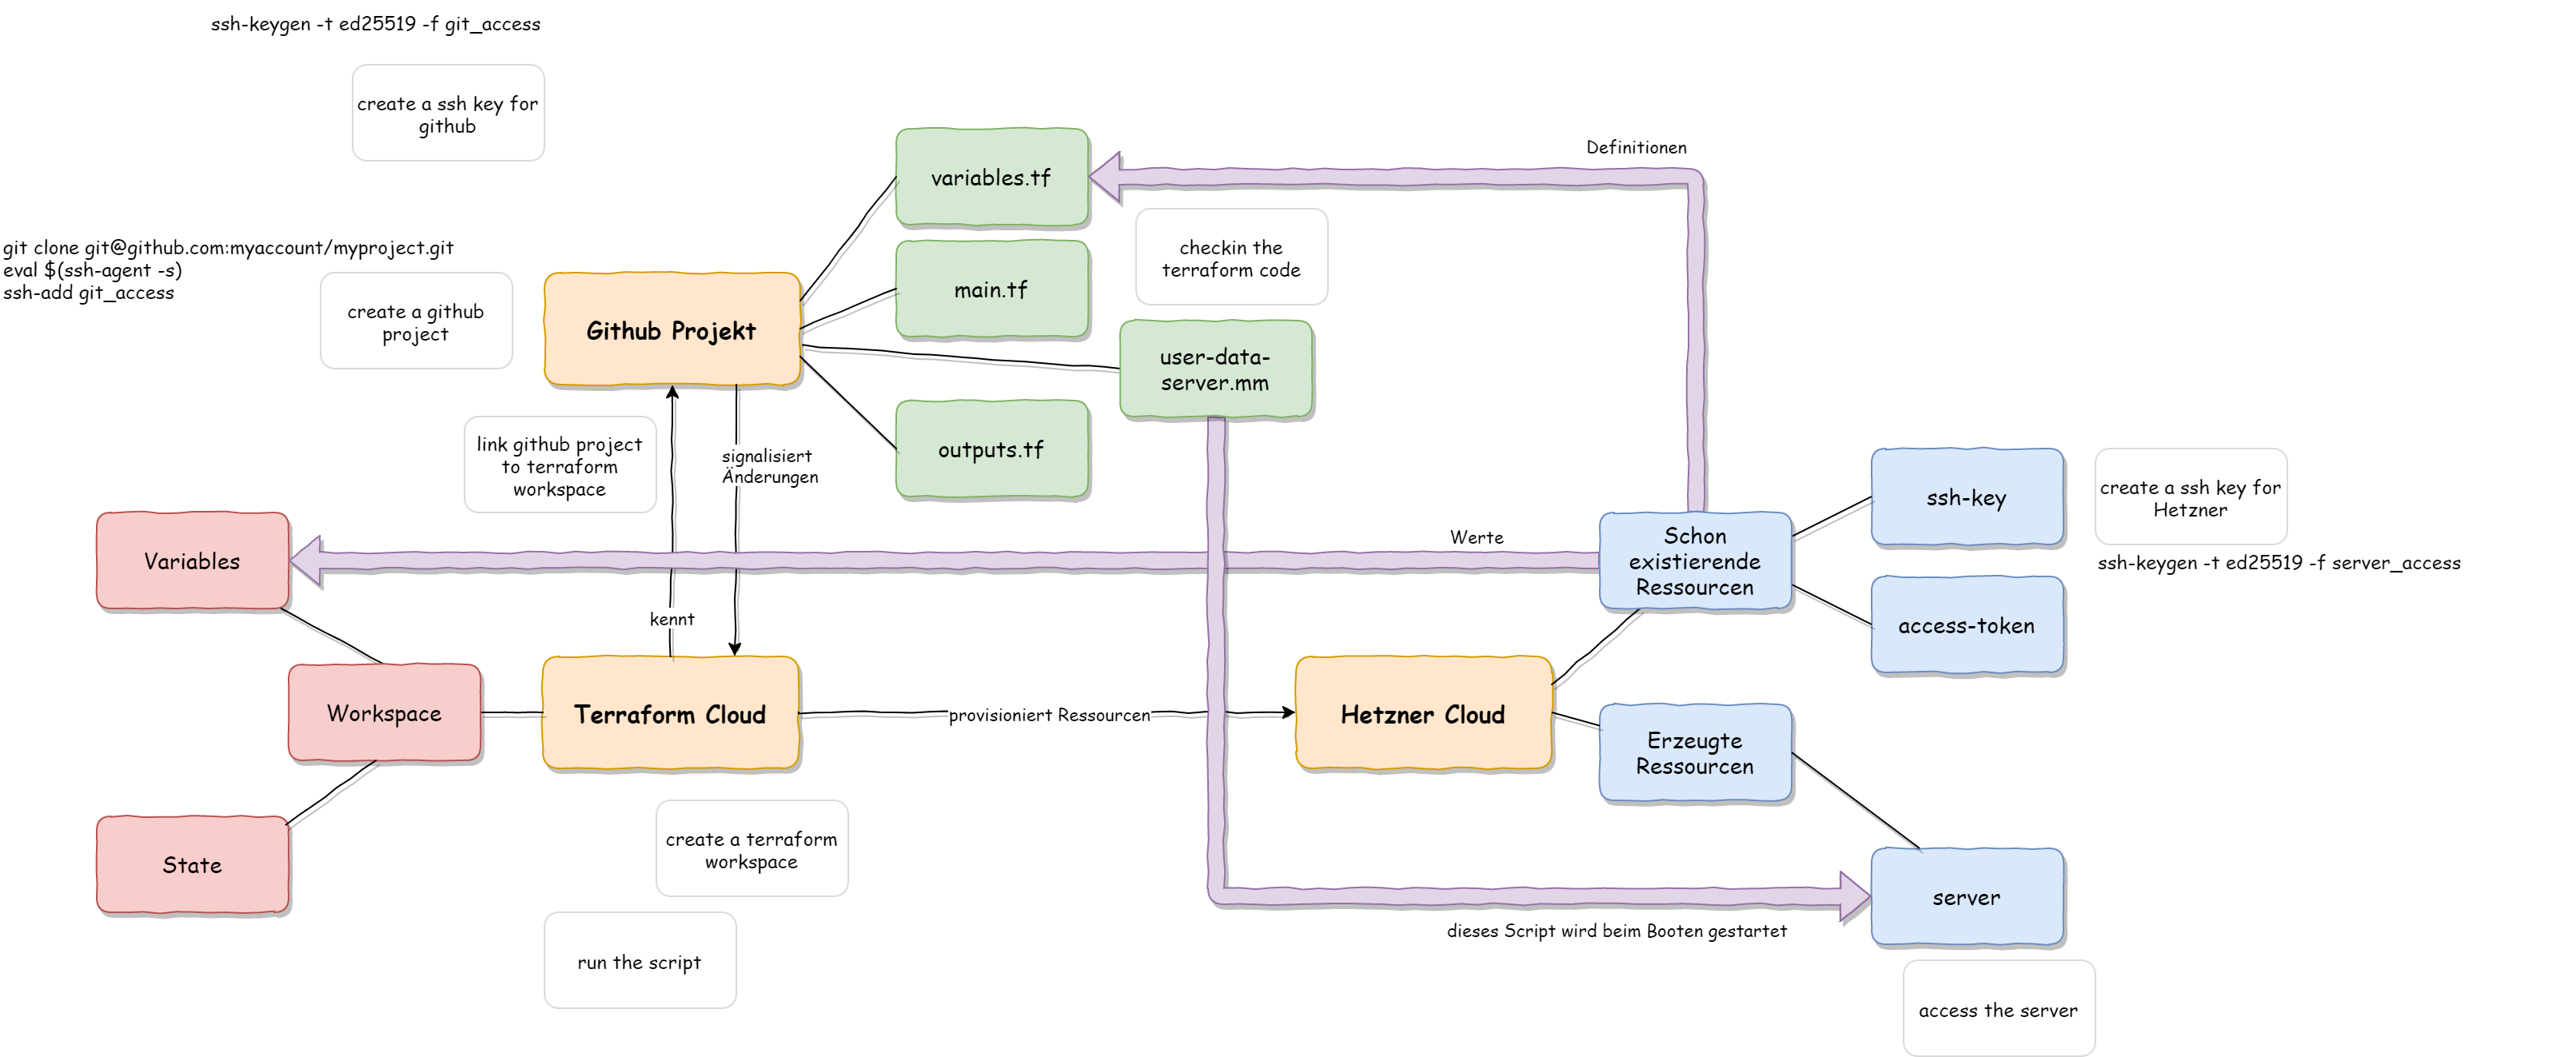 ssh-keygen -t ed25519 -f git_access
create a ssh key for
github
variables.tf
Definitionen
git clone git@github.com:myaccount/myproject.git
eval $(ssh-agent -s)
ssh-add git_access
create a github
project
Github Projekt
main.tf
checkin the
terraform code
user-data-
server.mm
outputs.tf
link github project
to terraform
workspace
signalisiert
Änderungen
ssh-key
create a ssh key for
Hetzner
ssh-keygen -t ed25519 -f server_access
Variables
Werte
Schon
existierende
Ressourcen
kennt
access-token
Workspace
Terraform Cloud
provisioniert Ressourcen
Hetzner Cloud
Erzeugte
Ressourcen
State
create a terraform
workspace
server
dieses Script wird beim Booten gestartet
run the script
access the server